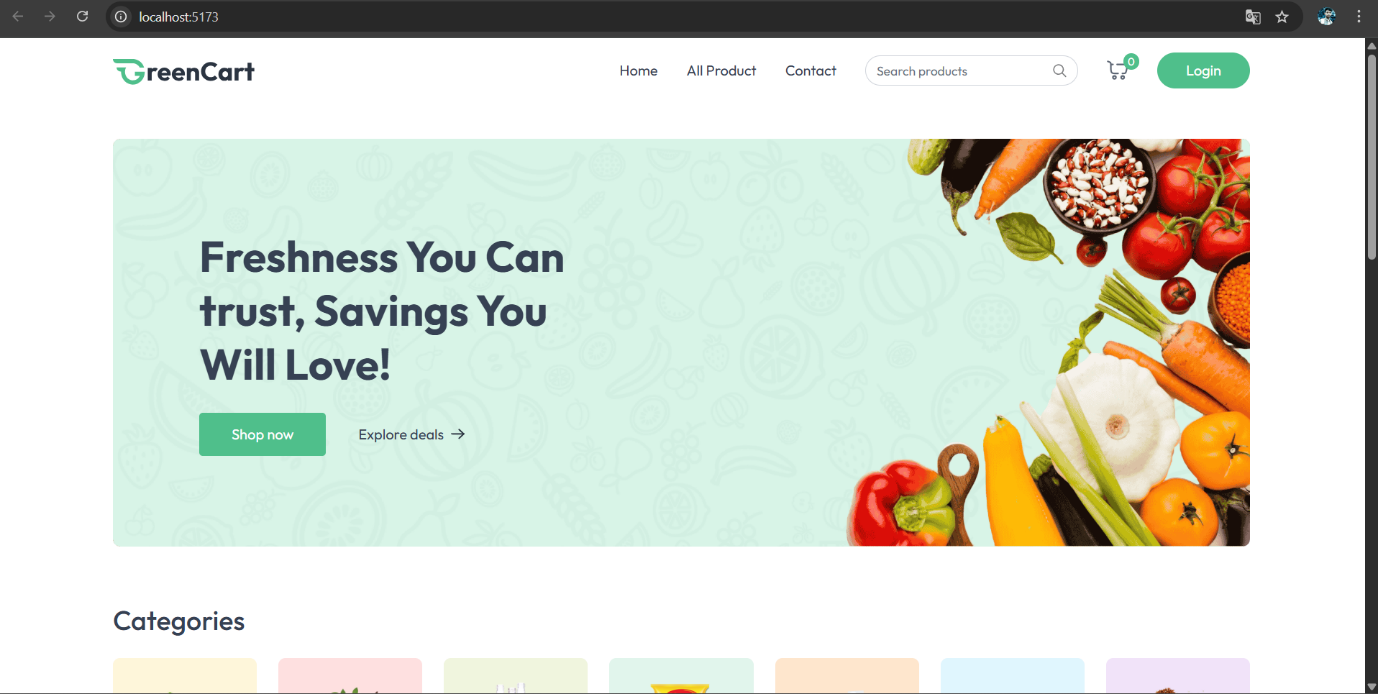 localhost:5173
GreenCart
Home
All Product
Contact
Search products
0
Login
Freshness You Can
trust, Savings You
Will Love!
Shop now
Explore deals
Categories